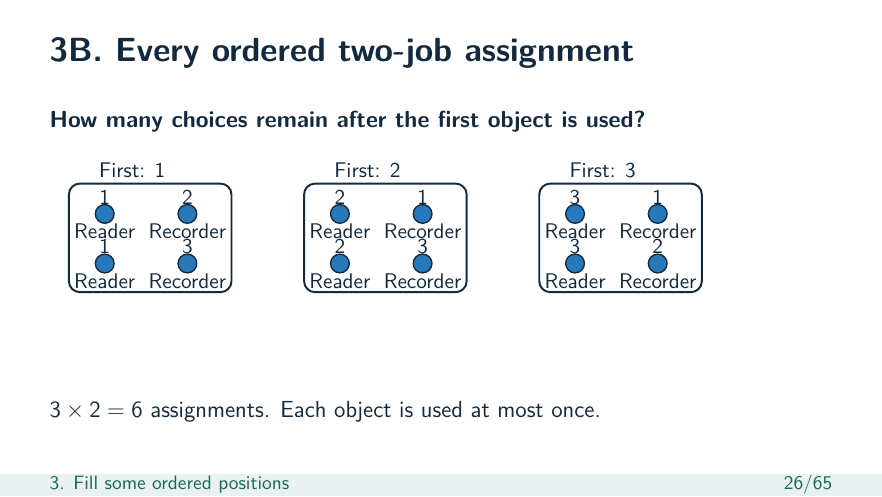 3B. Every ordered two-job assignment
How many choices remain after the first object is used?
First: 1
1 2
Reader Recorder
1 3
Reader Recorder
First: 2
2 1
Reader Recorder
2 3
Reader Recorder
First: 3
3 1
Reader Recorder
3 2
Reader Recorder
3 × 2 = 6 assignments. Each object is used at most once.
3. Fill some ordered positions 26/65